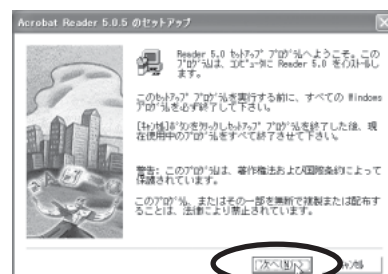 Acrobat Reader 5.0.5 のセットアップ
Reader 5.0 ｾｯﾄｱｯﾌﾟ ﾌﾟﾛｸﾞﾗﾑへようこそ。この
ﾌﾟﾛｸﾞﾗﾑは、ｺﾝﾋﾟｭｰﾀに Reader 5.0 をｲﾝｽﾄｰﾙし
ます。
このｾｯﾄｱｯﾌﾟ ﾌﾟﾛｸﾞﾗﾑを実行する前に、すべての Windows
ﾌﾟﾛｸﾞﾗﾑを必ず終了して下さい。
[ｷｬﾝｾﾙ]ﾎﾞﾀﾝをｸﾘｯｸしｾｯﾄｱｯﾌﾟ ﾌﾟﾛｸﾞﾗﾑを終了した後、現
在使用中のﾌﾟﾛｸﾞﾗﾑをすべて終了させて下さい。
警告: このﾌﾟﾛｸﾞﾗﾑは、著作権法および国際条約によって
保護されています。
このﾌﾟﾛｸﾞﾗﾑ、またはその一部を無断で複製または配布す
ることは、法律により禁止されています。
次へ(N)> ｷｬﾝｾﾙ